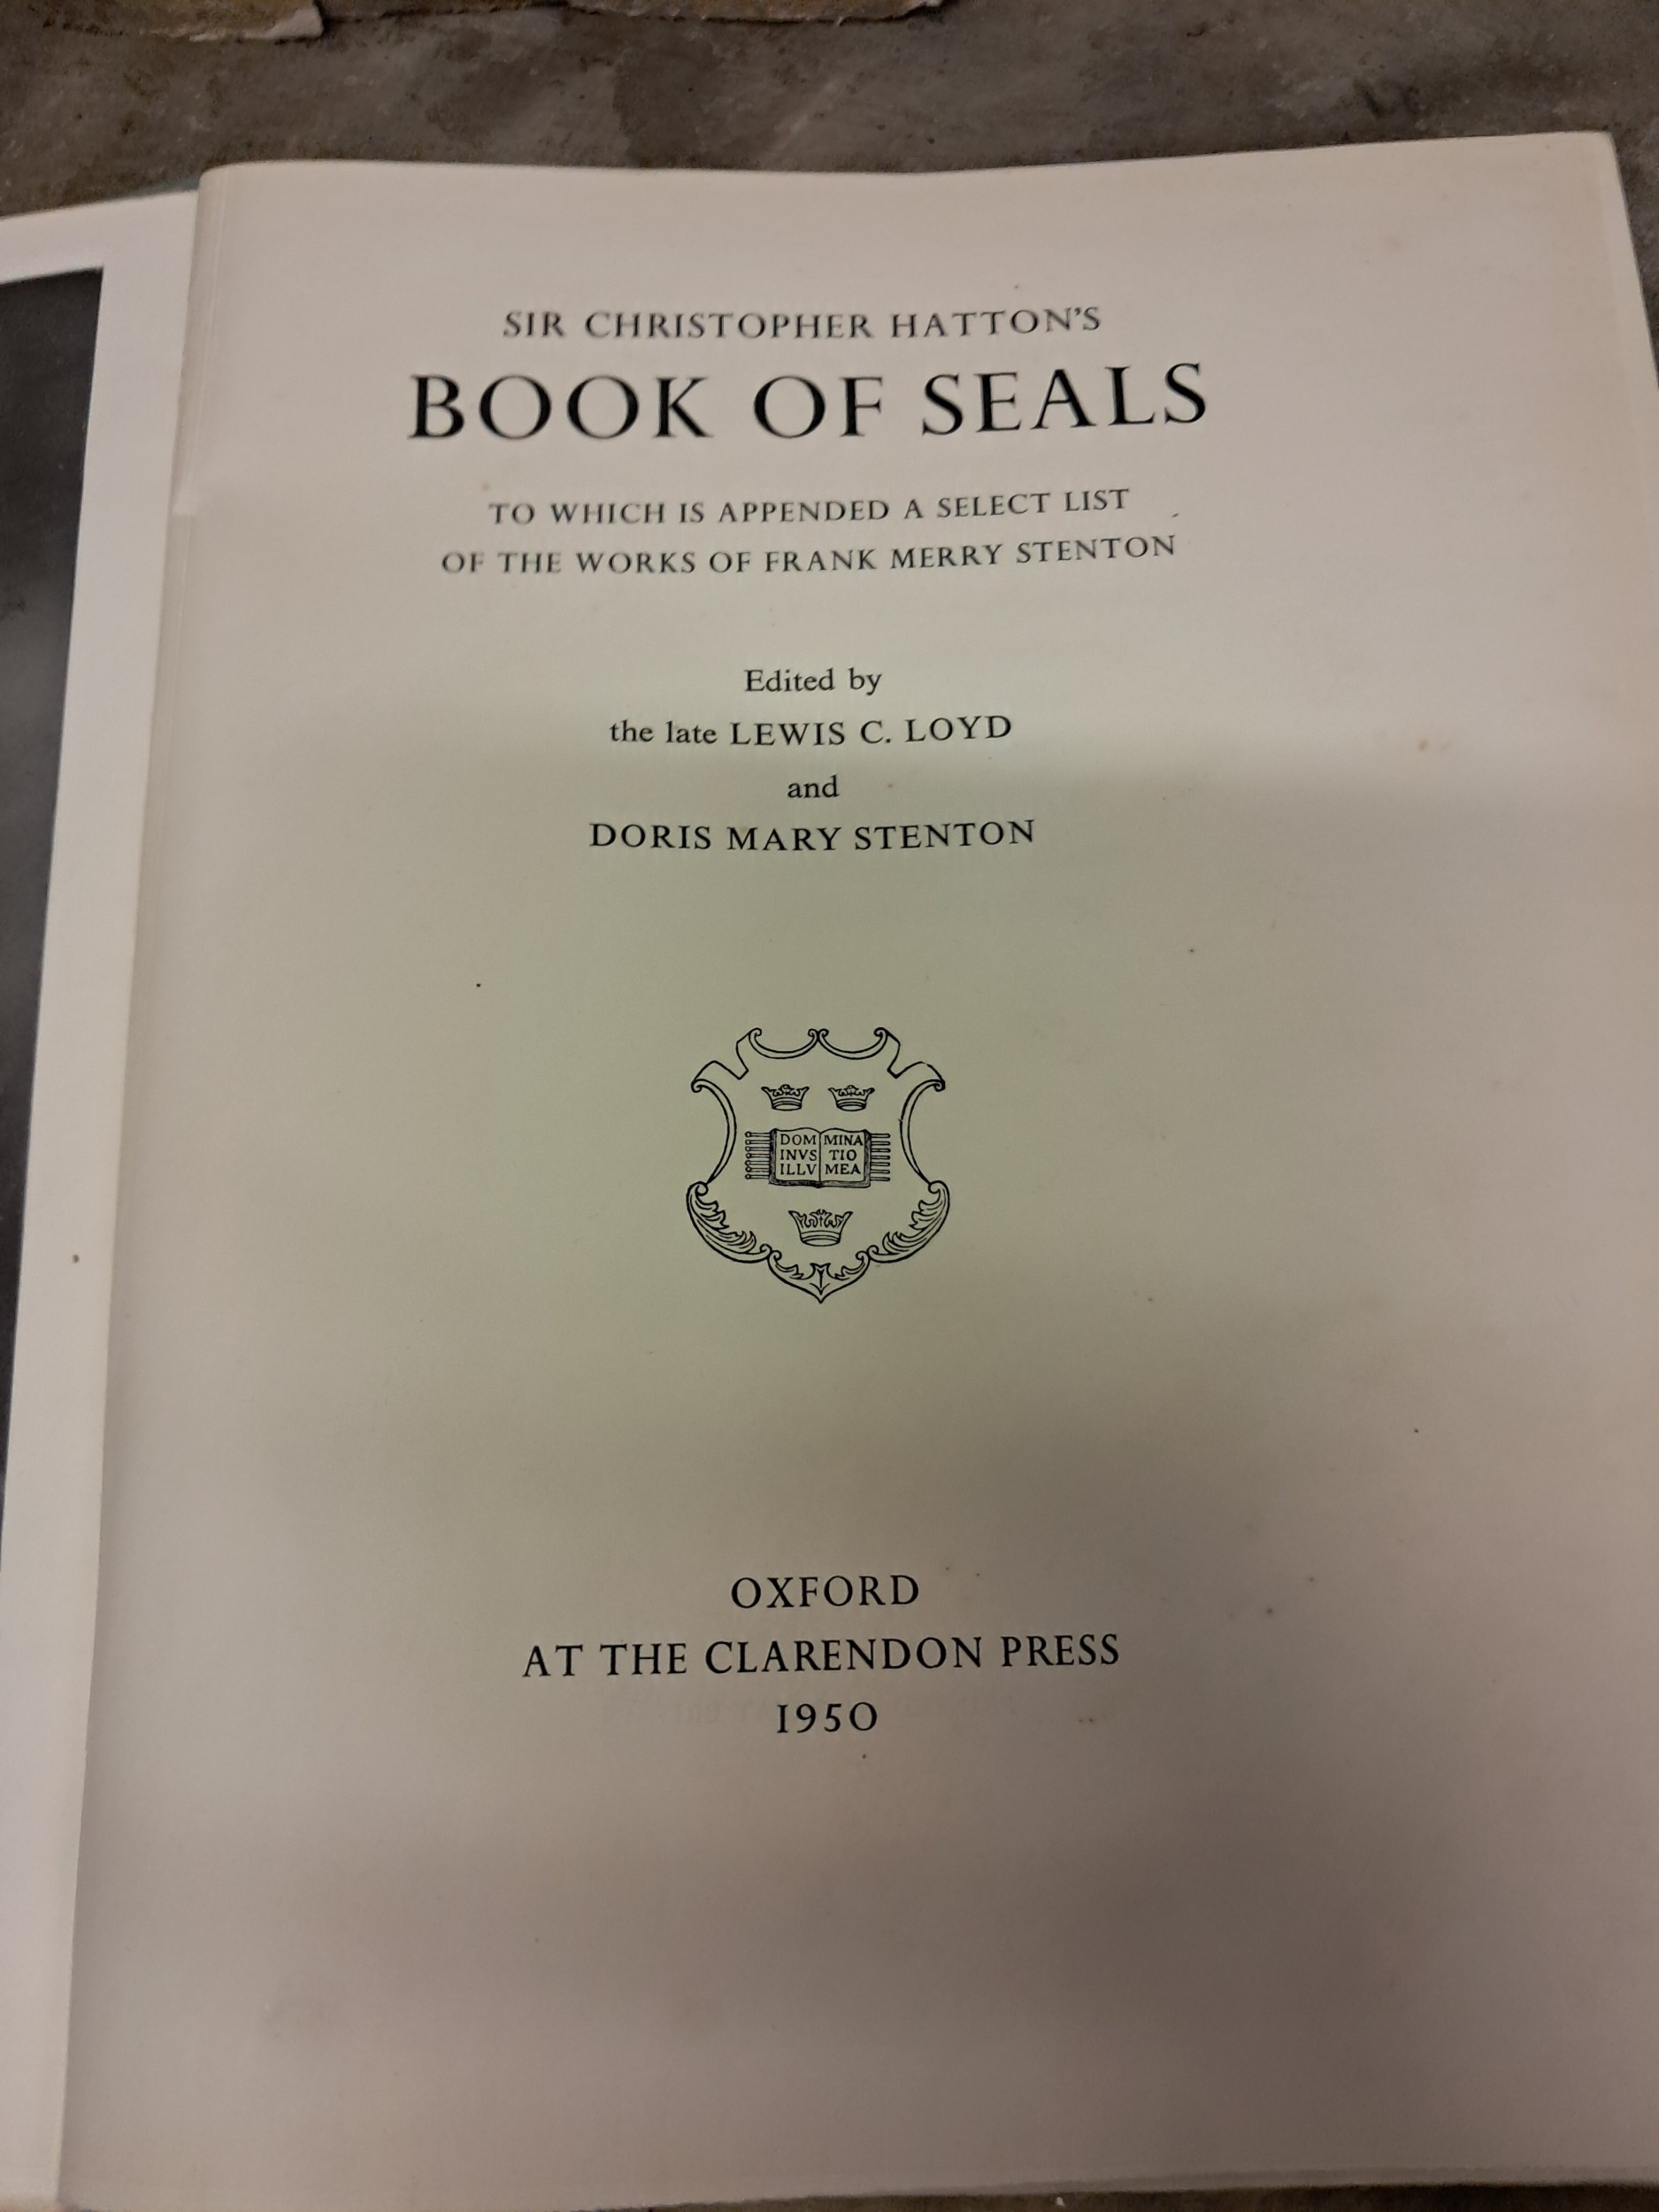 SIR CHRISTOPHER HATTON'S
BOOK OF SEALS
TO WHICH IS APPENDED A SELECT LIST
OF THE WORKS OF FRANK MERRY STENTON
Edited by
the late LEWIS C. LOYD
and
DORIS MARY STENTON
DOM MINA
INVS TIO
ILLV MEA
OXFORD
AT THE CLARENDON PRESS
1950